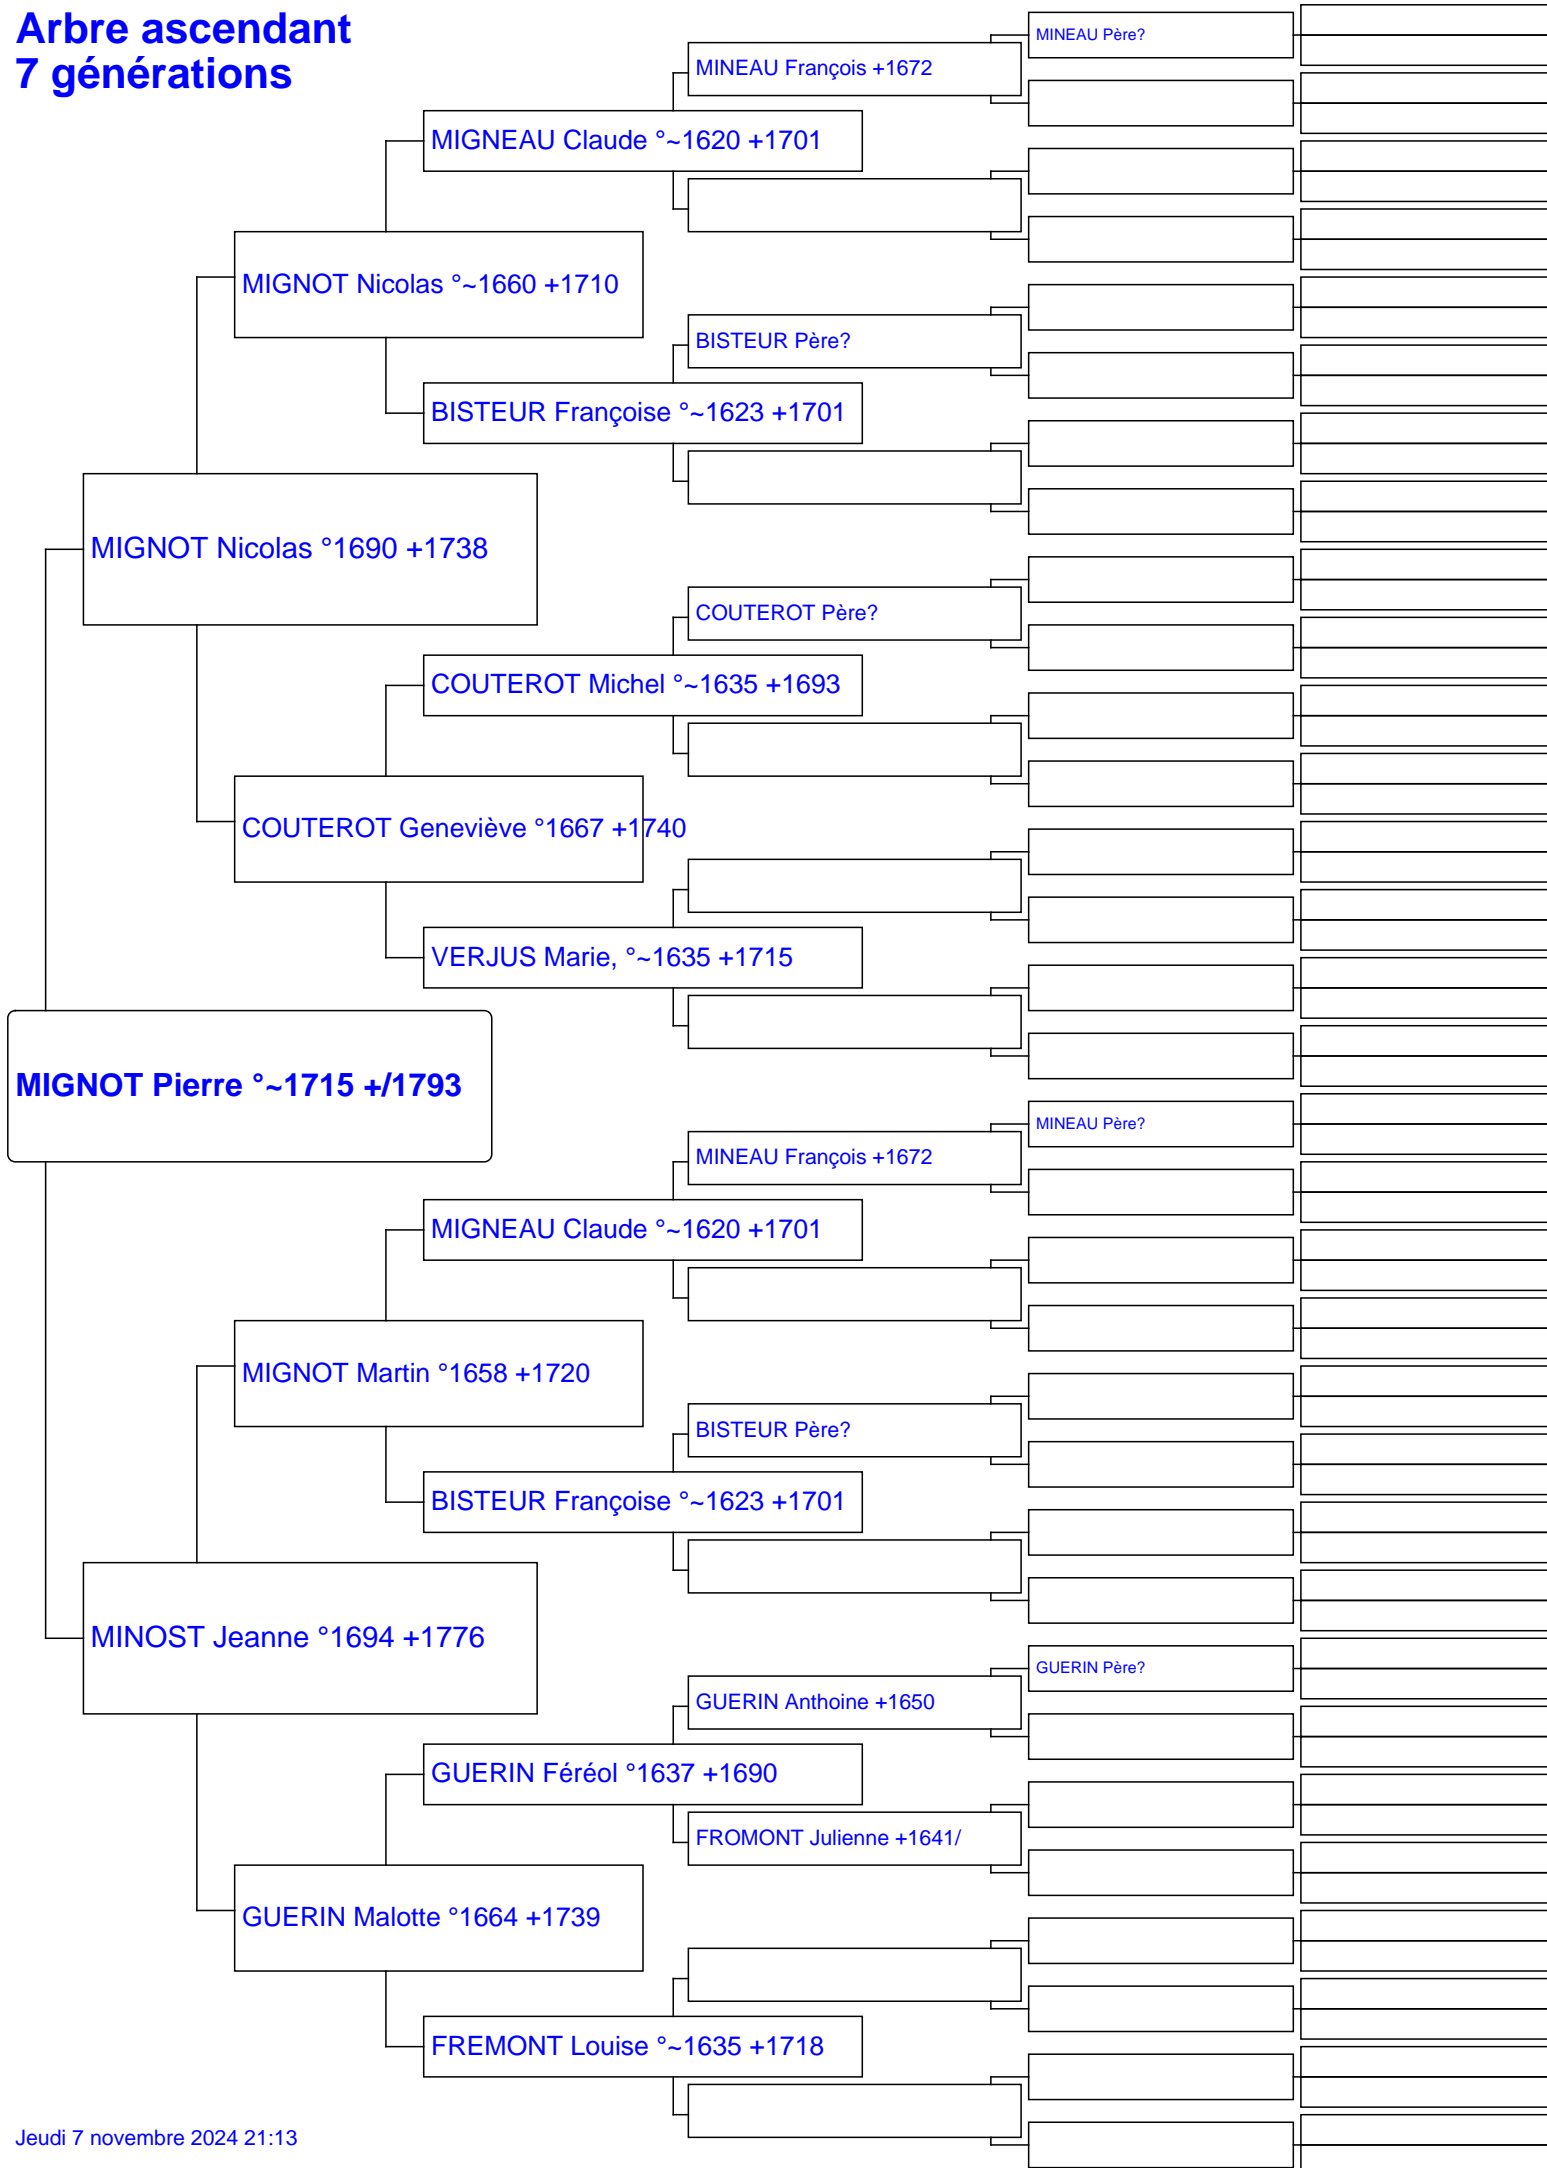 Arbre ascendant
7 générations
MINEAU Père?
MINEAU François +1672
MIGNEAU Claude °~1620 +1701
MIGNOT Nicolas °~1660 +1710
BISTEUR Père?
BISTEUR Françoise °~1623 +1701
MIGNOT Nicolas °1690 +1738
COUTEROT Père?
COUTEROT Michel °~1635 +1693
COUTEROT Geneviève °1667 +1740
VERJUS Marie, °~1635 +1715
MIGNOT Pierre °~1715 +/1793
MINEAU Père?
MINEAU François +1672
MIGNEAU Claude °~1620 +1701
MIGNOT Martin °1658 +1720
BISTEUR Père?
BISTEUR Françoise °~1623 +1701
MINOST Jeanne °1694 +1776
GUERIN Père?
GUERIN Anthoine +1650
GUERIN Féréol °1637 +1690
FROMONT Julienne +1641/
GUERIN Malotte °1664 +1739
FREMONT Louise °~1635 +1718
Jeudi 7 novembre 2024 21:13